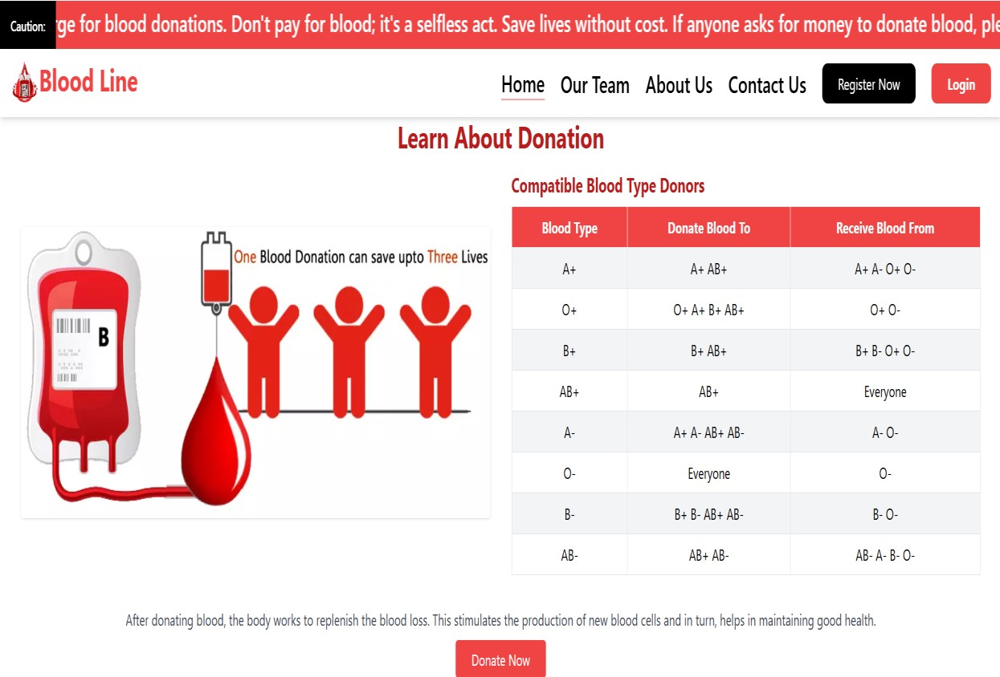 Caution: ge for blood donations. Don't pay for blood; it's a selfless act. Save lives without cost. If anyone asks for money to donate blood, ple
Blood Line Home Our Team About Us Contact Us Register Now Login
Learn About Donation
One Blood Donation can save upto Three Lives
B
Compatible Blood Type Donors
Blood Type Donate Blood To Receive Blood From
A+ A+ AB+ A+ A- O+ O-
O+ O+ A+ B+ AB+ O+ O-
B+ B+ AB+ B+ B- O+ O-
AB+ AB+ Everyone
A- A+ A- AB+ AB- A- O-
O- Everyone O-
B- B+ B- AB+ AB- B- O-
AB- AB+ AB- AB- A- B- O-
After donating blood, the body works to replenish the blood loss. This stimulates the production of new blood cells and in turn, helps in maintaining good health.
Donate Now